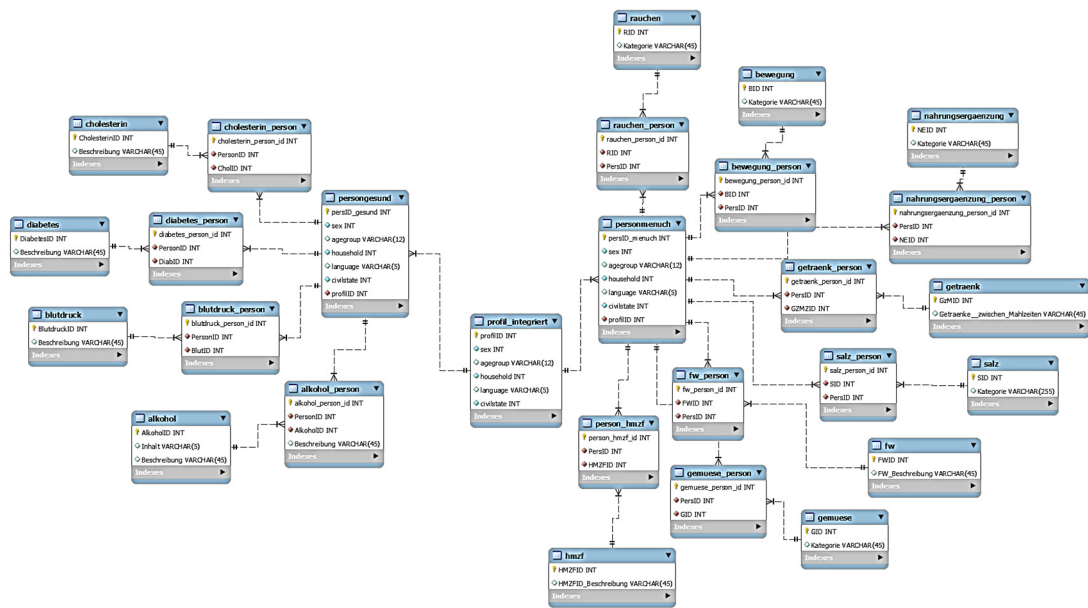 rauchen
RID INT
Kategorie VARCHAR(45)
Indexes
bewegung
BID INT
Kategorie VARCHAR(45)
Indexes
cholesterin
CholesterinID INT
Beschreibung VARCHAR(45)
Indexes
cholesterin_person
cholesterin_person_id INT
PersonID INT
CholID INT
Indexes
rauchen_person
rauchen_person_id INT
RID INT
PersID INT
Indexes
nahrungsergaenzung
NEID INT
Kategorie VARCHAR(45)
Indexes
bewegung_person
bewegung_person_id INT
BID INT
PersID INT
Indexes
diabetes
DiabetesID INT
Beschreibung VARCHAR(45)
Indexes
diabetes_person
diabetes_person_id INT
PersonID INT
DiabID INT
Indexes
persongesund
persID_gesund INT
sex INT
agegroup VARCHAR(12)
household INT
language VARCHAR(5)
civilstate INT
profilID INT
Indexes
personmenuch
persID_menuch INT
sex INT
agegroup VARCHAR(12)
household INT
language VARCHAR(5)
civilstate INT
profilID INT
Indexes
nahrungsergaenzung_person
nahrungsergaenzung_person_id INT
PersID INT
NEID INT
Indexes
getraenk_person
getraenk_person_id INT
PersID INT
GZMZID INT
Indexes
getraenk
GzMID INT
Getraenke__zwischen_Mahlzeiten VARCHAR(45)
Indexes
blutdruck
BlutdruckID INT
Beschreibung VARCHAR(45)
Indexes
blutdruck_person
blutdruck_person_id INT
PersonID INT
BlutID INT
Indexes
profil_integriert
profilID INT
sex INT
agegroup VARCHAR(12)
household INT
language VARCHAR(5)
civilstate INT
Indexes
salz_person
salz_person_id INT
SID INT
PersID INT
Indexes
salz
SID INT
Kategorie VARCHAR(255)
Indexes
fw_person
fw_person_id INT
FWID INT
PersID INT
Indexes
alkohol_person
alkohol_person_id INT
PersonID INT
AlkoholID INT
Beschreibung VARCHAR(45)
Indexes
alkohol
AlkoholID INT
Inhalt VARCHAR(5)
Beschreibung VARCHAR(45)
Indexes
person_hmzf
person_hmzf_id INT
PersID INT
HMZFID INT
Indexes
fw
FWID INT
FW_Beschreibung VARCHAR(45)
Indexes
gemuese_person
gemuese_person_id INT
PersID INT
GID INT
Indexes
gemuese
GID INT
Kategorie VARCHAR(45)
Indexes
hmzf
HMZFID INT
HMZF_Beschreibung VARCHAR(45)
Indexes